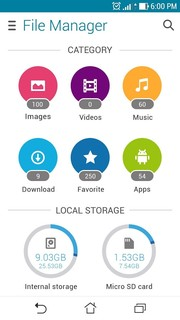 6:00 PM
File Manager
CATEGORY
100 0 60
Images Videos Music
9 250 54
Download Favorite Apps
LOCAL STORAGE
9.03GB 1.53GB
25.53GB 7.54GB
Internal storage Micro SD card